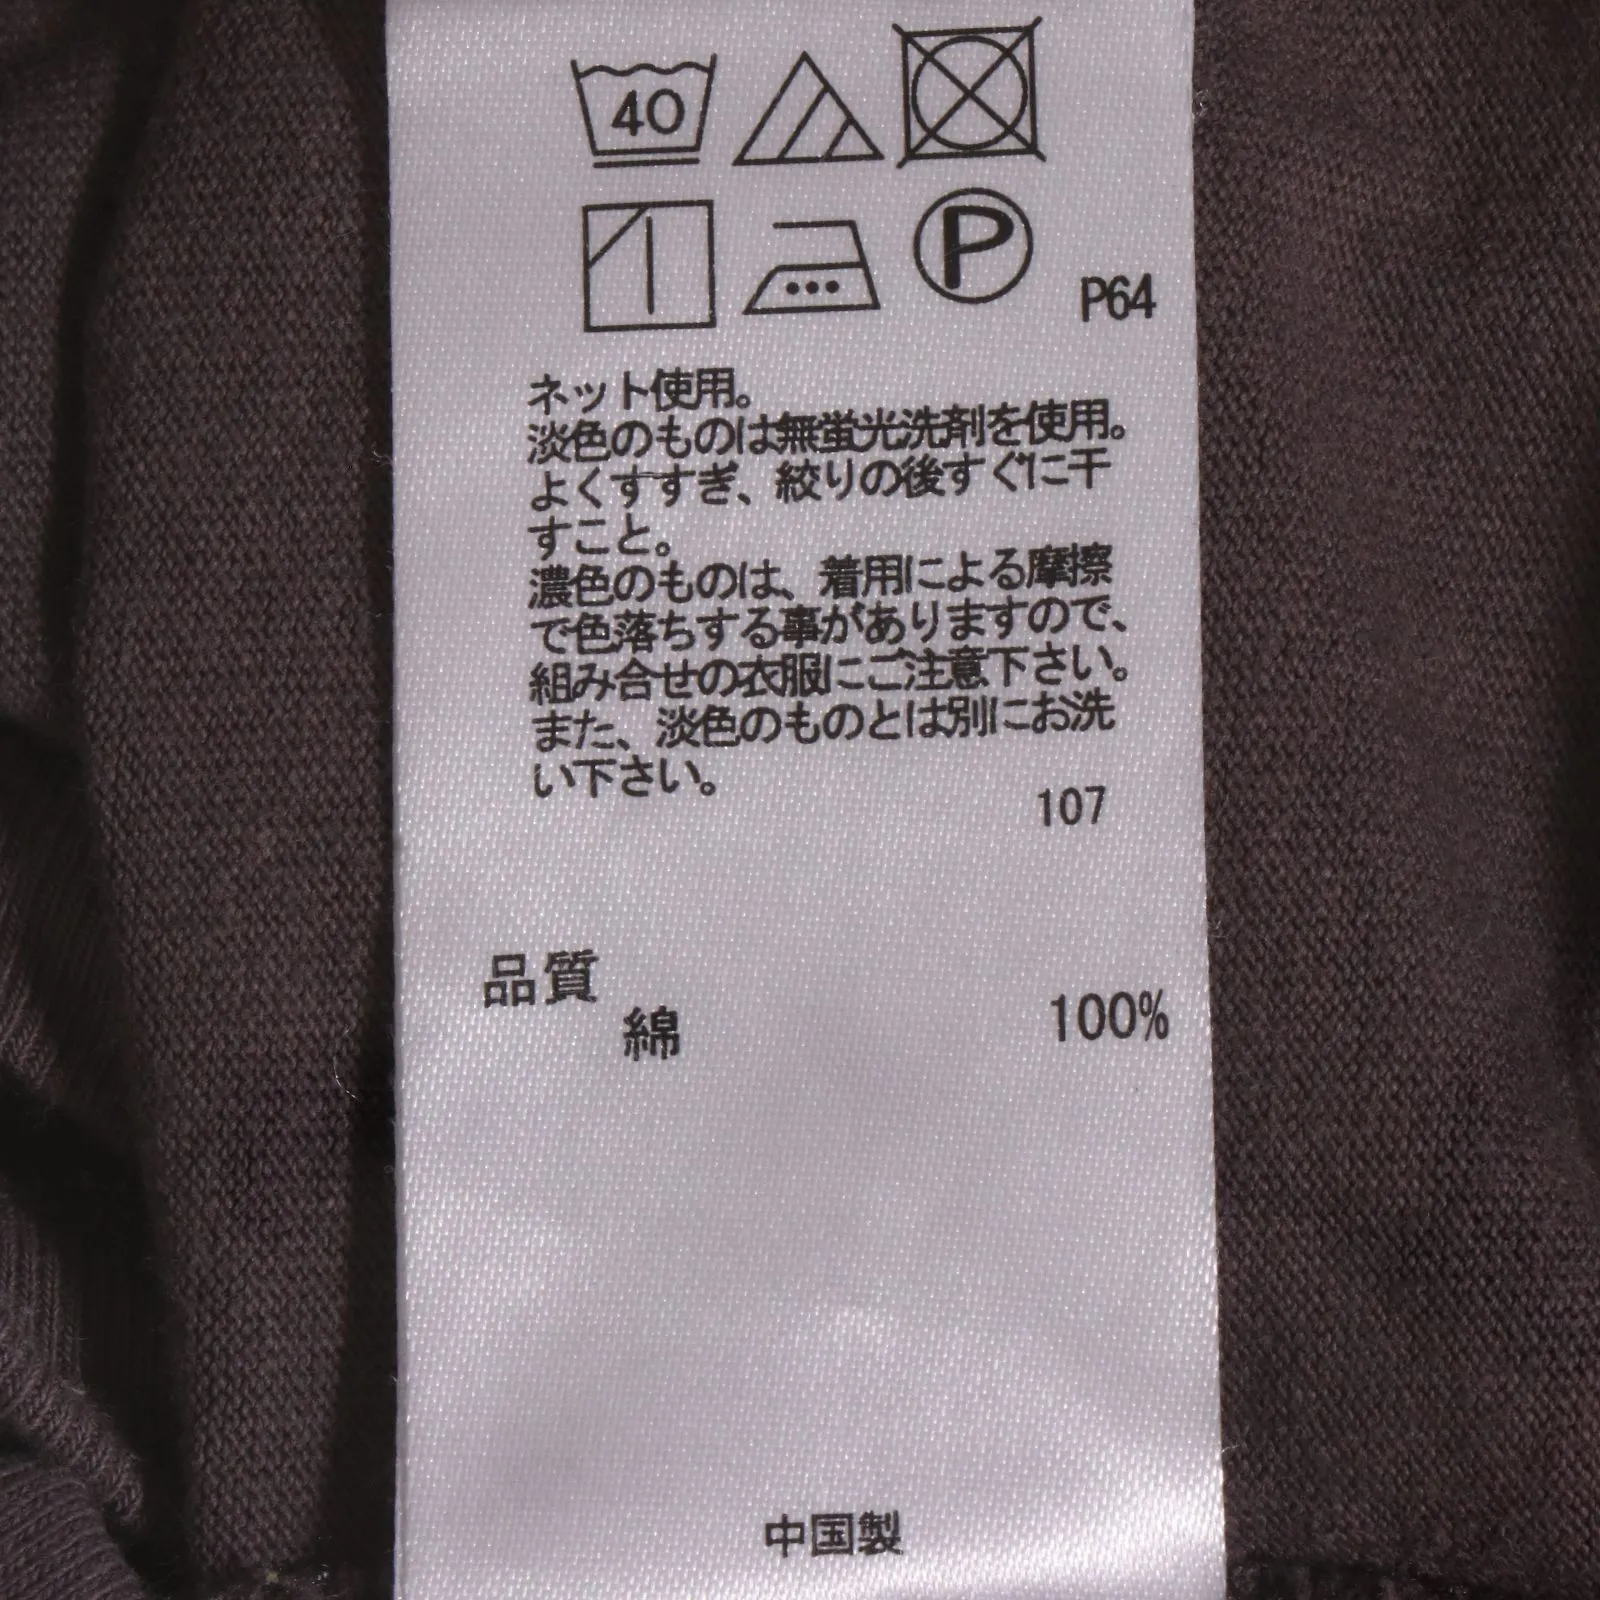 40
P
P64
ネット使用。
淡色のものは無蛍光洗剤を使用。
よくすすぎ、絞りの後すぐに干
すこと。
濃色のものは、着用による摩擦
で色落ちする事がありますので、
組み合せの衣服にご注意下さい。
また、淡色のものとは別にお洗
い下さい。
107
品質
綿 100%
中国製